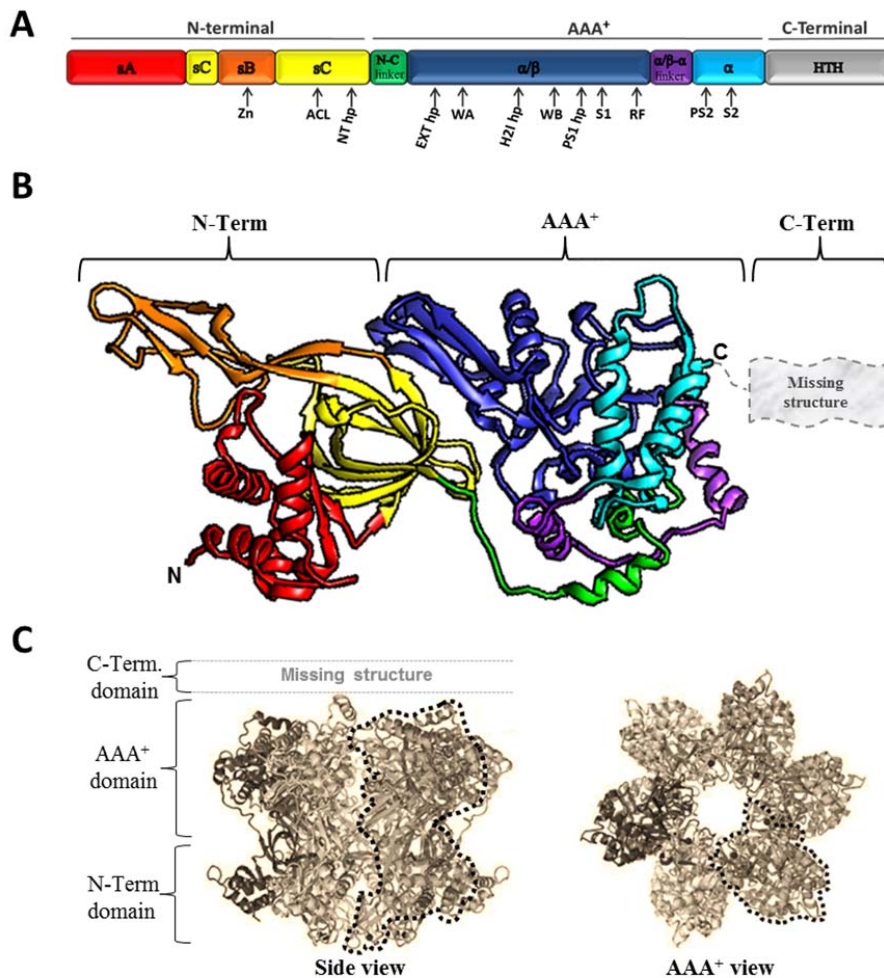 A
N-terminal AAA+ C-Terminal
sA sC sB sC N-C linker α/β α/β-α linker α HTH
Zn ACL NT hp EXT hp WA H2I hp WB PS1 hp S1 RF PS2 S2
B
N-Term AAA+ C-Term
C
Missing
structure
N
C
C-Term.
domain
Missing structure
AAA+
domain
N-Term
domain
Side view AAA+ view